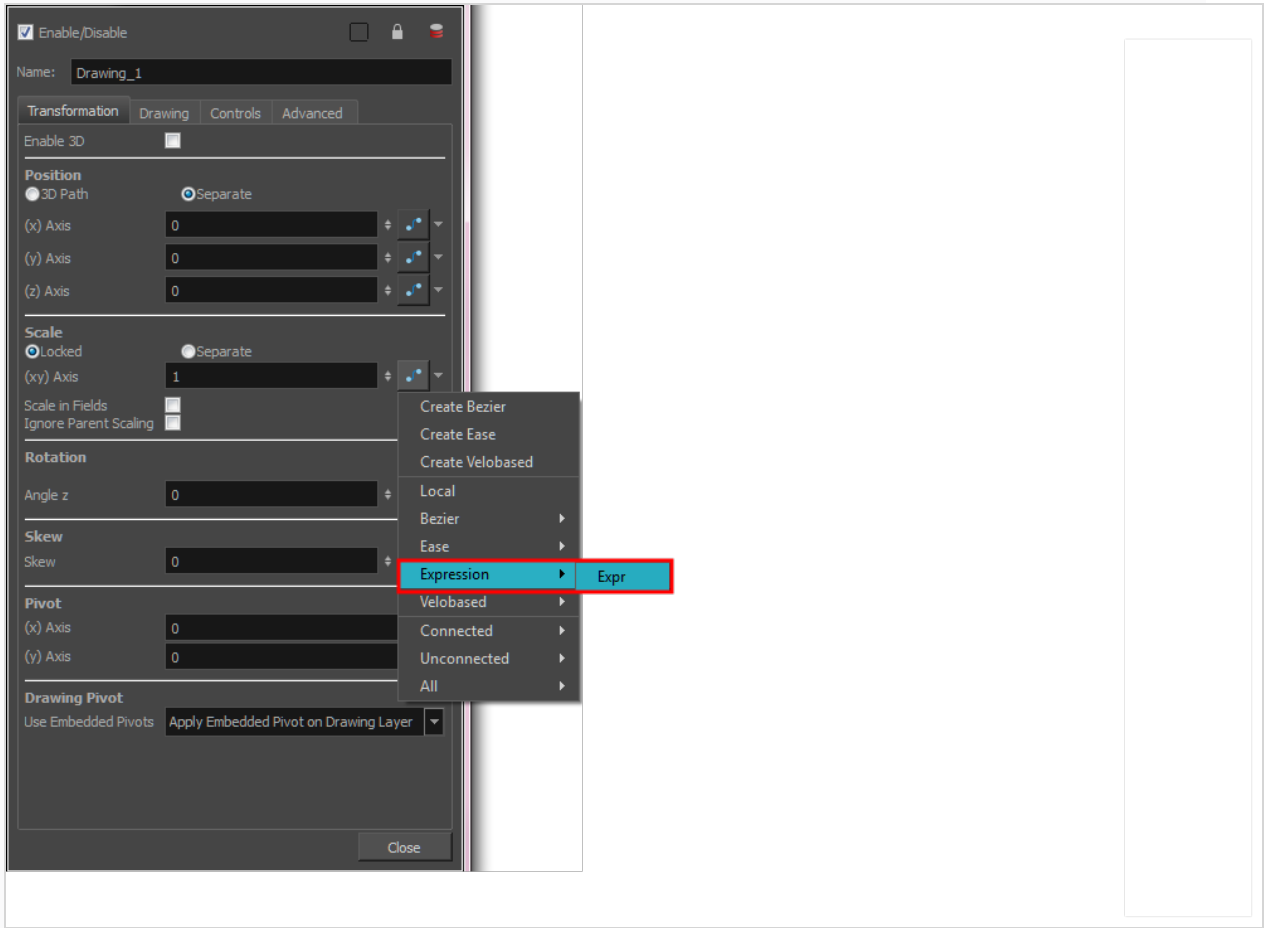 Enable/Disable
Name: Drawing_1
Transformation Drawing Controls Advanced
Enable 3D
Position
3D Path Separate
(x) Axis 0
(y) Axis 0
(z) Axis 0
Scale
Locked Separate
(xy) Axis 1
Scale in Fields
Ignore Parent Scaling
Rotation
Angle z 0
Skew
Skew 0
Pivot
(x) Axis 0
(y) Axis 0
Drawing Pivot
Use Embedded Pivots Apply Embedded Pivot on Drawing Layer
Close
Create Bezier
Create Ease
Create Velobased
Local
Bezier
Ease
Expression Expr
Velobased
Connected
Unconnected
All